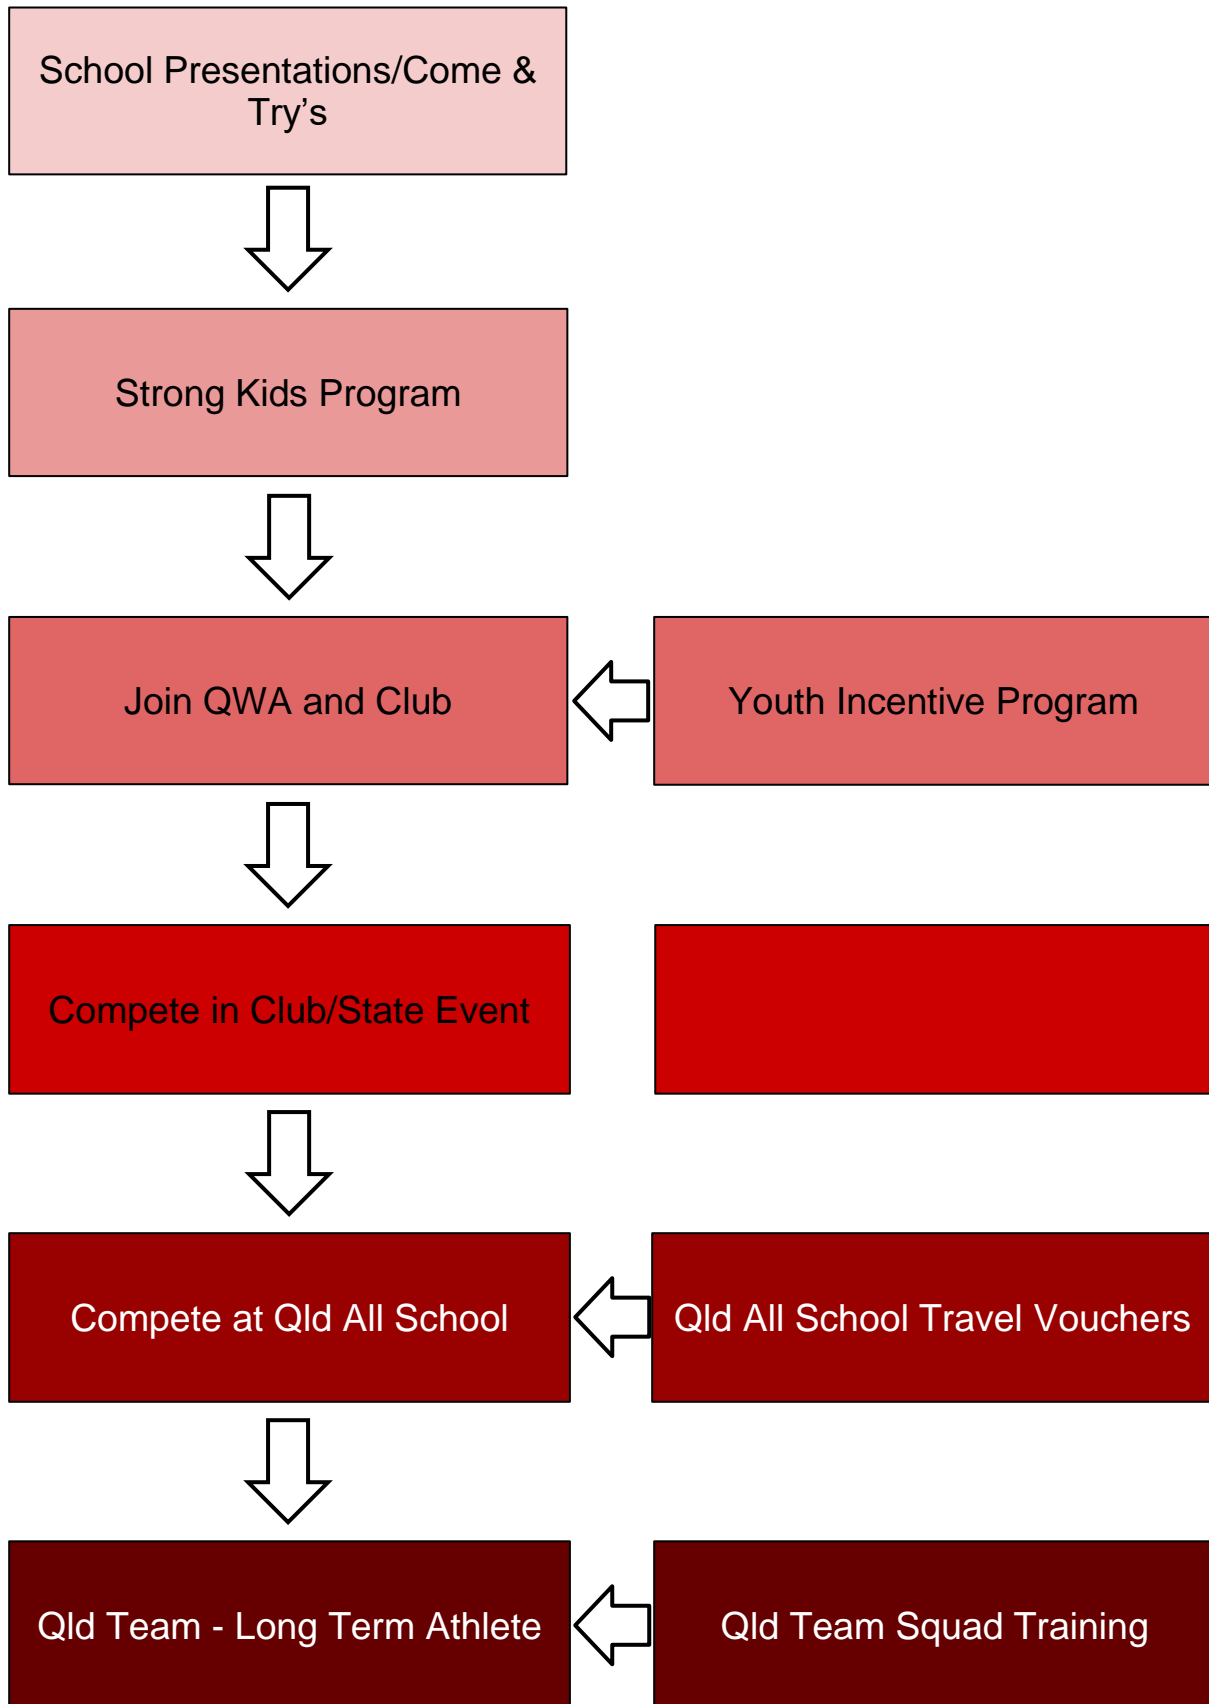 School Presentations/Come &
Try’s
Strong Kids Program
Join QWA and Club
Youth Incentive Program
Compete in Club/State Event
Compete at Qld All School
Qld All School Travel Vouchers
Qld Team - Long Term Athlete
Qld Team Squad Training